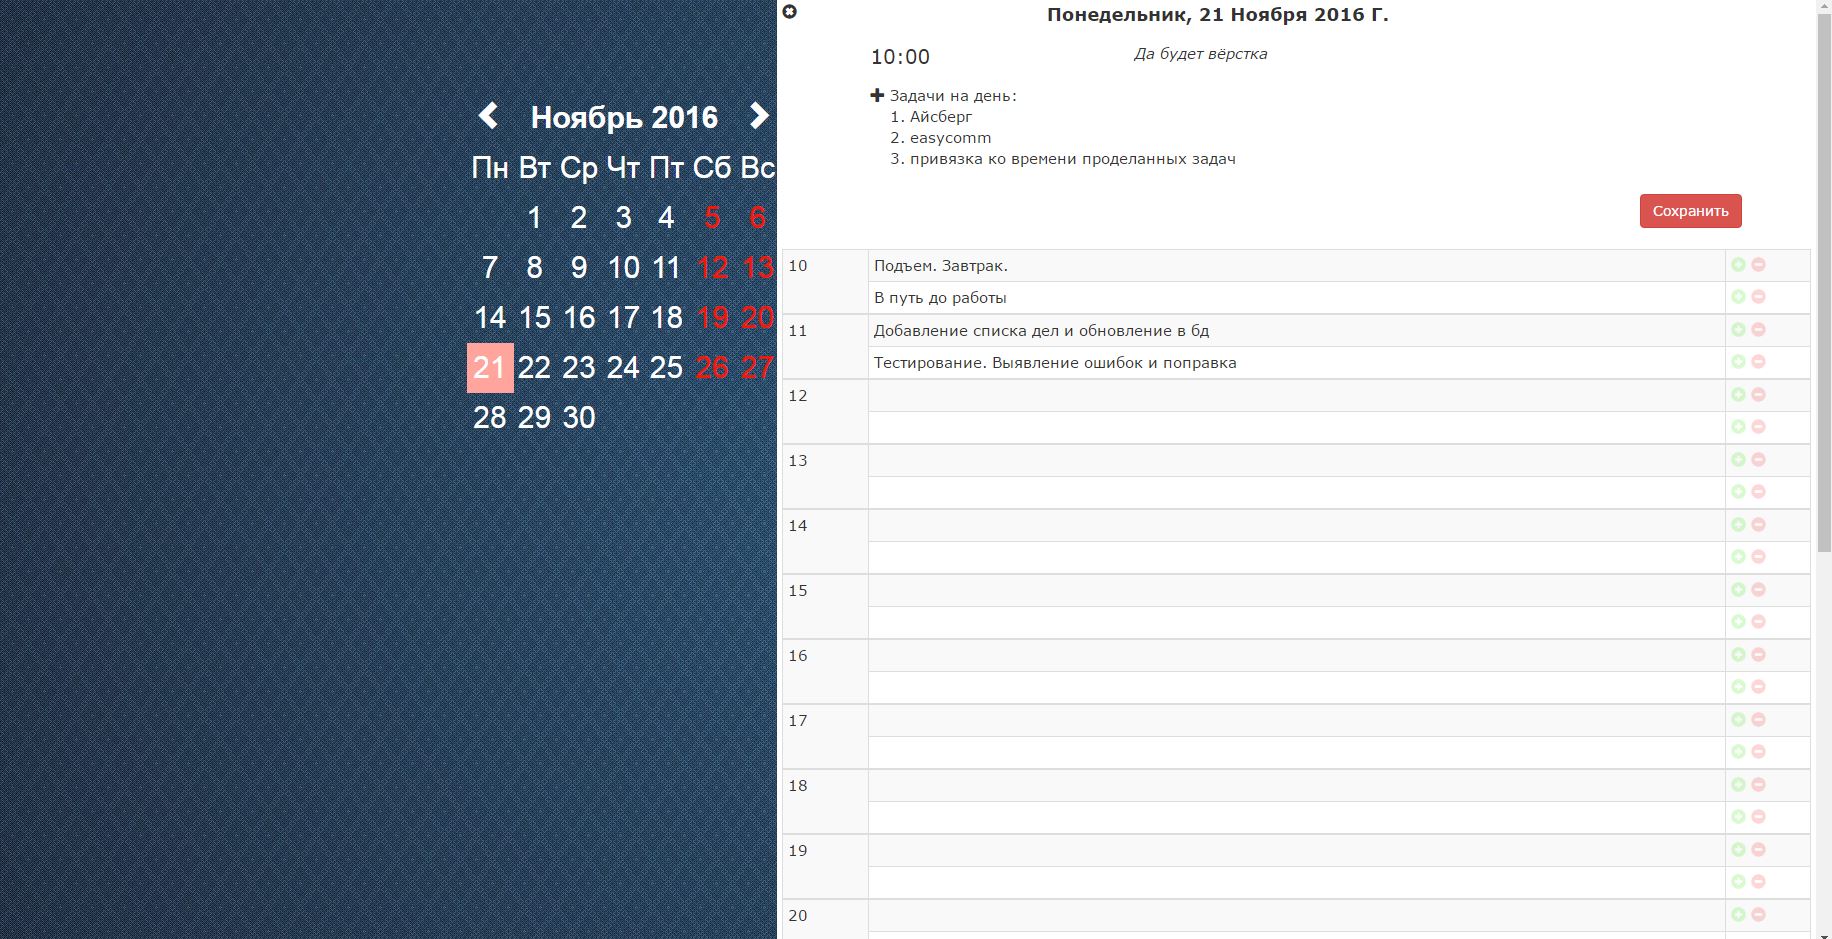 Ноябрь 2016
Пн Вт Ср Чт Пт Сб Вс
1 2 3 4 5 6
7 8 9 10 11 12 13
14 15 16 17 18 19 20
21 22 23 24 25 26 27
28 29 30
Понедельник, 21 Ноября 2016 Г.
10:00
Да будет вёрстка
Задачи на день:
1. Айсберг
2. easycomm
3. привязка ко времени проделанных задач
Сохранить
10 Подъем. Завтрак.
В путь до работы
11 Добавление списка дел и обновление в бд
Тестирование. Выявление ошибок и поправка
12
13
14
15
16
17
18
19
20